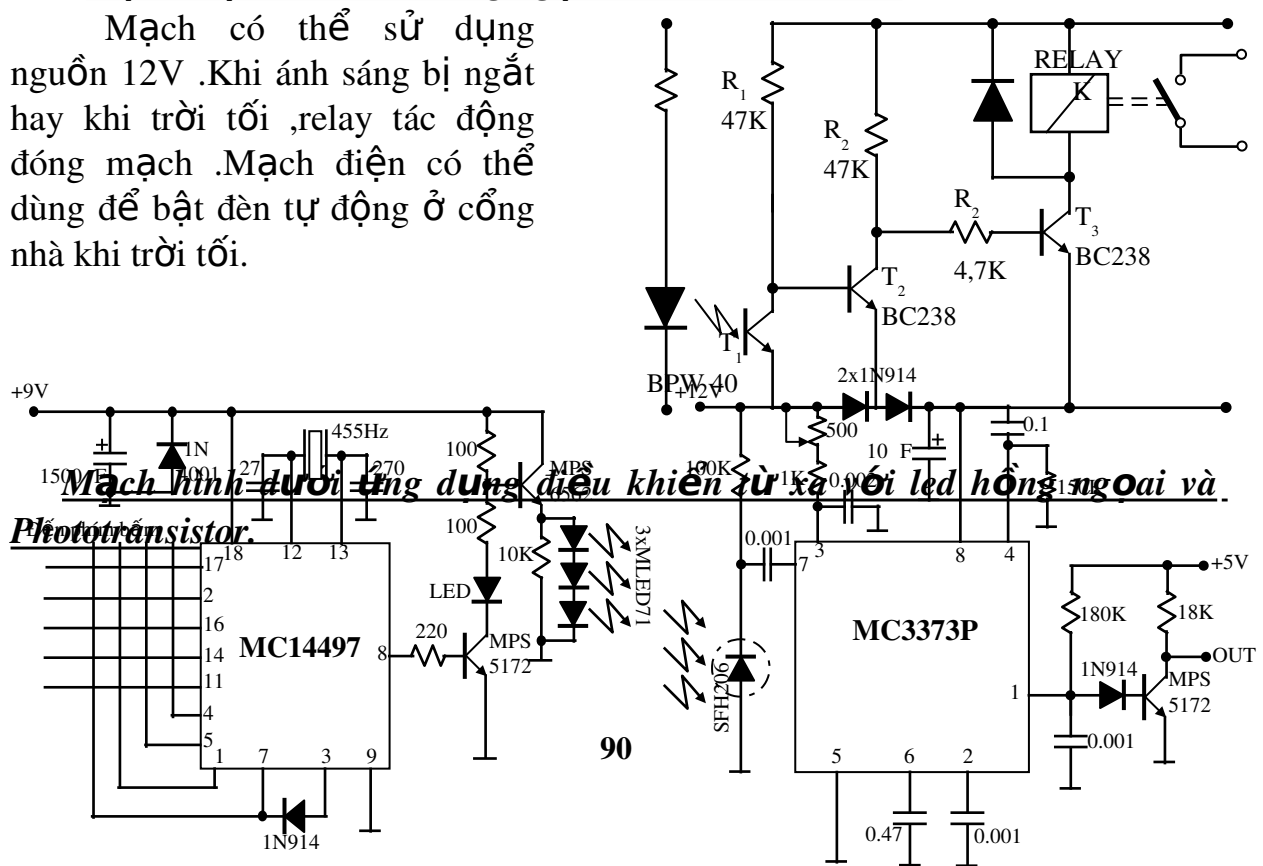 Mạch có thể sử dụng
nguồn 12V .Khi ánh sáng bị ngắt
hay khi trời tối ,relay tác động
đóng mạch .Mạch điện có thể
dùng để bật đèn tự động ở cổng
nhà khi trời tối.
RELAY
K
R1
47K
R2
47K
R2
4,7K
T3
BC238
T2
BC238
T1
BPW 40
+12V
2x1N914
+9V
455Hz
1N
4001
1500
27
270
100
MPS
100K
500
1K
0.002
10 F
+
0.1
Mạch hình dưới ứng dụng điều khiển từ xa với led hồng ngọai và
Phototransistor.
18
12
13
100
10K
3xMLED71
0.001
7
3
8
4
17
2
16
14
11
4
5
1
7
3
9
8
MC14497
LED
220
MPS
5172
SFH206
MC3373P
+5V
180K
18K
OUT
1N914
MPS
5172
1
0.001
5
6
2
0.47
0.001
1N914
90